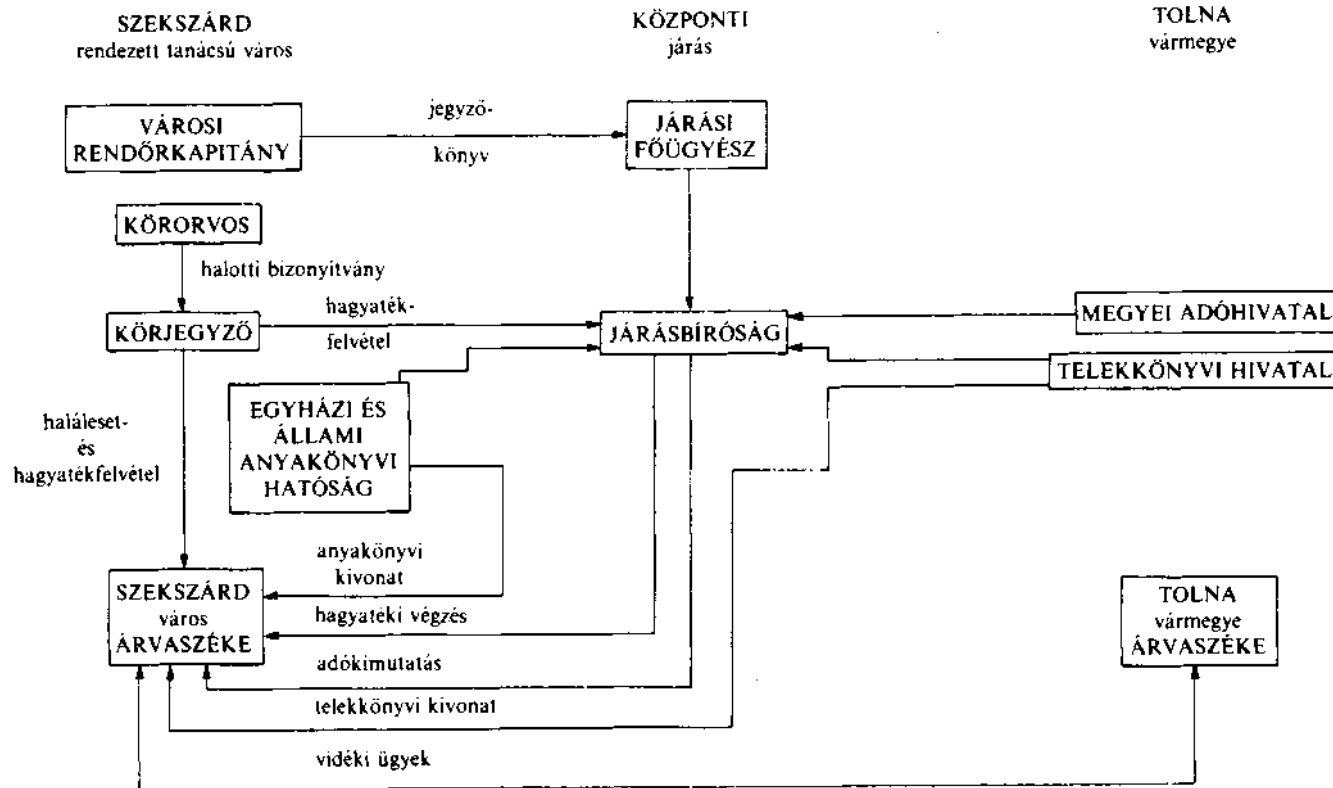 SZEKSZÁRD
rendezett tanácsú város
KÖZPONTI
járás
TOLNA
vármegye
VÁROSI
RENDŐRKAPITÁNY
jegyző-
könyv
JÁRÁSI
FŐÜGYÉSZ
KÖRORVOS
halotti bizonyítvány
KÖRJEGYZŐ
hagyaték-
felvétel
JÁRÁSBÍRÓSÁG
MEGYEI ADÓHIVATAL
TELEKKÖNYVI HIVATAL
EGYHÁZI ÉS
ÁLLAMI
ANYAKÖNYVI
HATÓSÁG
haláleset-
és
hagyatékfelvétel
anyakönyvi
kivonat
SZEKSZÁRD
város
ÁRVASZÉKE
hagyatéki végzés
adókimutatás
telekkönyvi kivonat
vidéki ügyek
TOLNA
vármegye
ÁRVASZÉKE